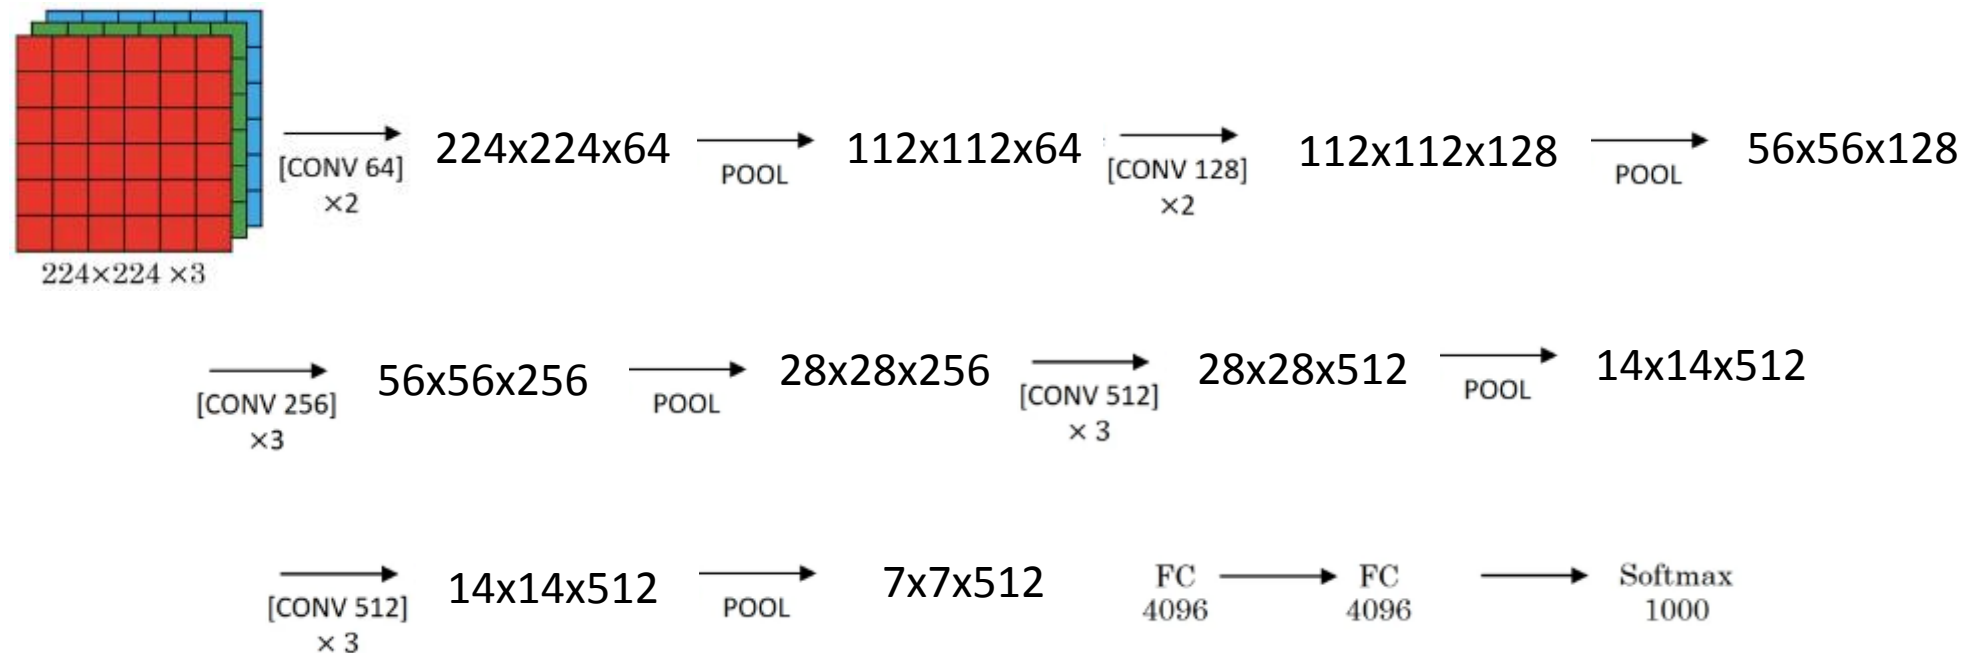 224×224 ×3
[CONV 64]
×2
224x224x64
POOL
112x112x64
[CONV 128]
×2
112x112x128
POOL
56x56x128
[CONV 256]
×3
56x56x256
POOL
28x28x256
[CONV 512]
× 3
28x28x512
POOL
14x14x512
[CONV 512]
× 3
14x14x512
POOL
7x7x512
FC
4096
FC
4096
Softmax
1000